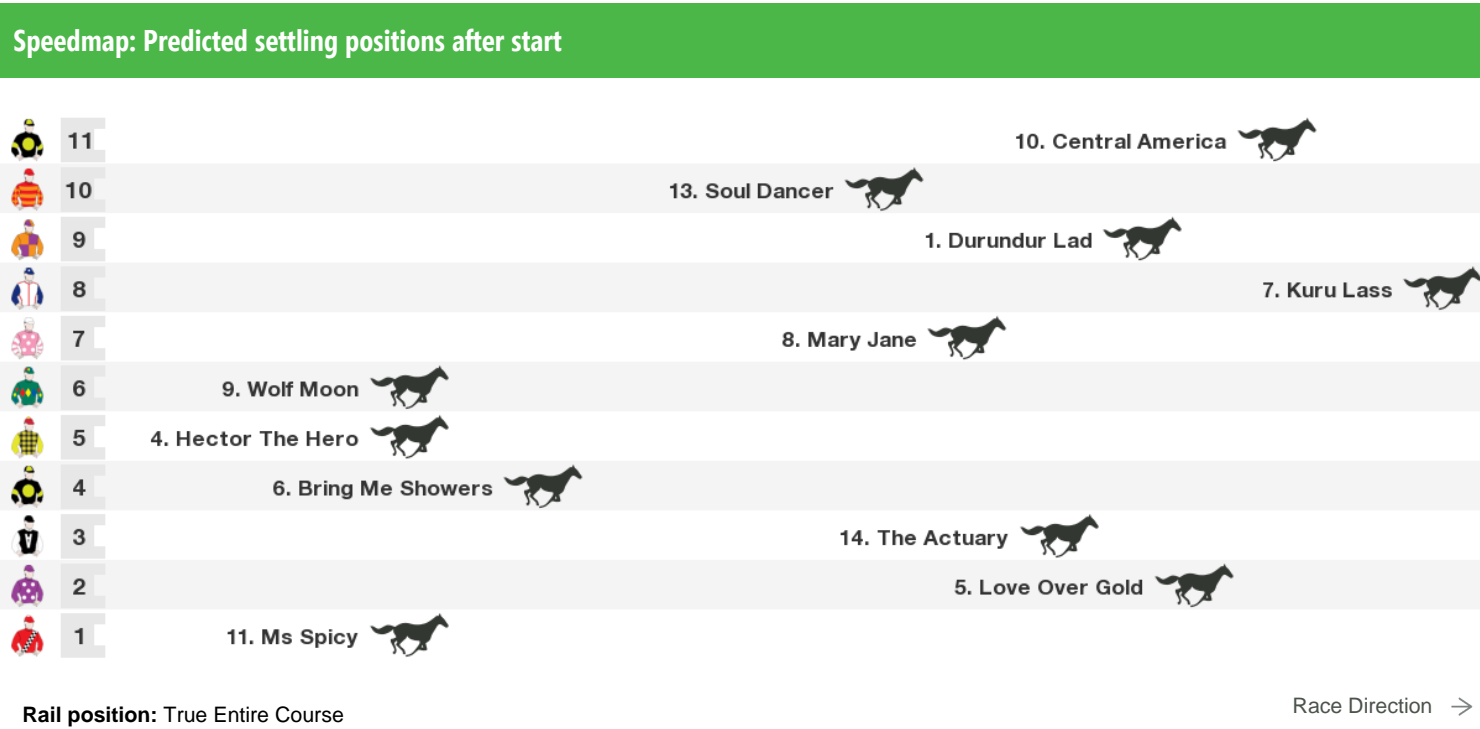 Speedmap: Predicted settling positions after start
11 10. Central America
10 13. Soul Dancer
9 1. Durundur Lad
8 7. Kuru Lass
7 8. Mary Jane
6 9. Wolf Moon
5 4. Hector The Hero
4 6. Bring Me Showers
3 14. The Actuary
2 5. Love Over Gold
1 11. Ms Spicy
Rail position: True Entire Course
Race Direction →